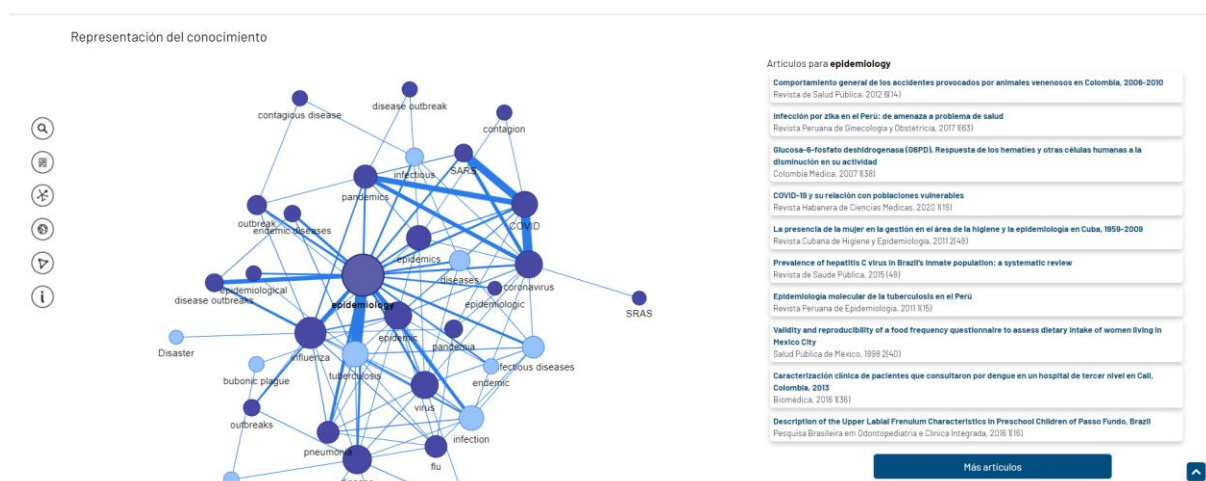 Representación del conocimiento
contagious disease
disease outbreak
contagion
infectious
SARS
pandemics
outbreak
endemic diseases
COVID
epidemics
diseases
coronavirus
epidemiological
disease outbreaks
epidemiology
epidemiologic
SRAS
epidemic
pandemia
Disaster
influenza
tuberculosis
infectious diseases
endemic
bubonic plague
virus
outbreaks
infection
pneumonia
flu
disease
Artículos para epidemiology
Comportamiento general de los accidentes provocados por animales venenosos en Colombia, 2006-2010
Revista de Salud Pública, 2012 6(14)
Infección por zika en el Perú: de amenaza a problema de salud
Revista Peruana de Ginecología y Obstetricia, 2017 1(63)
Glucosa-6-fosfato deshidrogenasa (G6PD). Respuesta de los hematíes y otras células humanas a la
disminución en su actividad
Colombia Médica, 2007 1(38)
COVID-19 y su relación con poblaciones vulnerables
Revista Habanera de Ciencias Médicas, 2020 1(19)
La presencia de la mujer en la gestión en el área de la higiene y la epidemiología en Cuba, 1959-2009
Revista Cubana de Higiene y Epidemiología, 2011 2(49)
Prevalence of hepatitis C virus in Brazil's inmate population: a systematic review
Revista de Saúde Pública, 2015 (49)
Epidemiología molecular de la tuberculosis en el Perú
Revista Peruana de Epidemiología, 2011 1(15)
Validity and reproducibility of a food frequency questionnaire to assess dietary intake of women living in
Mexico City
Salud Pública de México, 1998 2(40)
Caracterización clínica de pacientes que consultaron por dengue en un hospital de tercer nivel en Cali,
Colombia, 2013
Biomédica, 2016 1(36)
Description of the Upper Labial Frenulum Characteristics in Preschool Children of Passo Fundo, Brazil
Pesquisa Brasileira em Odontopediatria e Clínica Integrada, 2016 1(16)
Más artículos